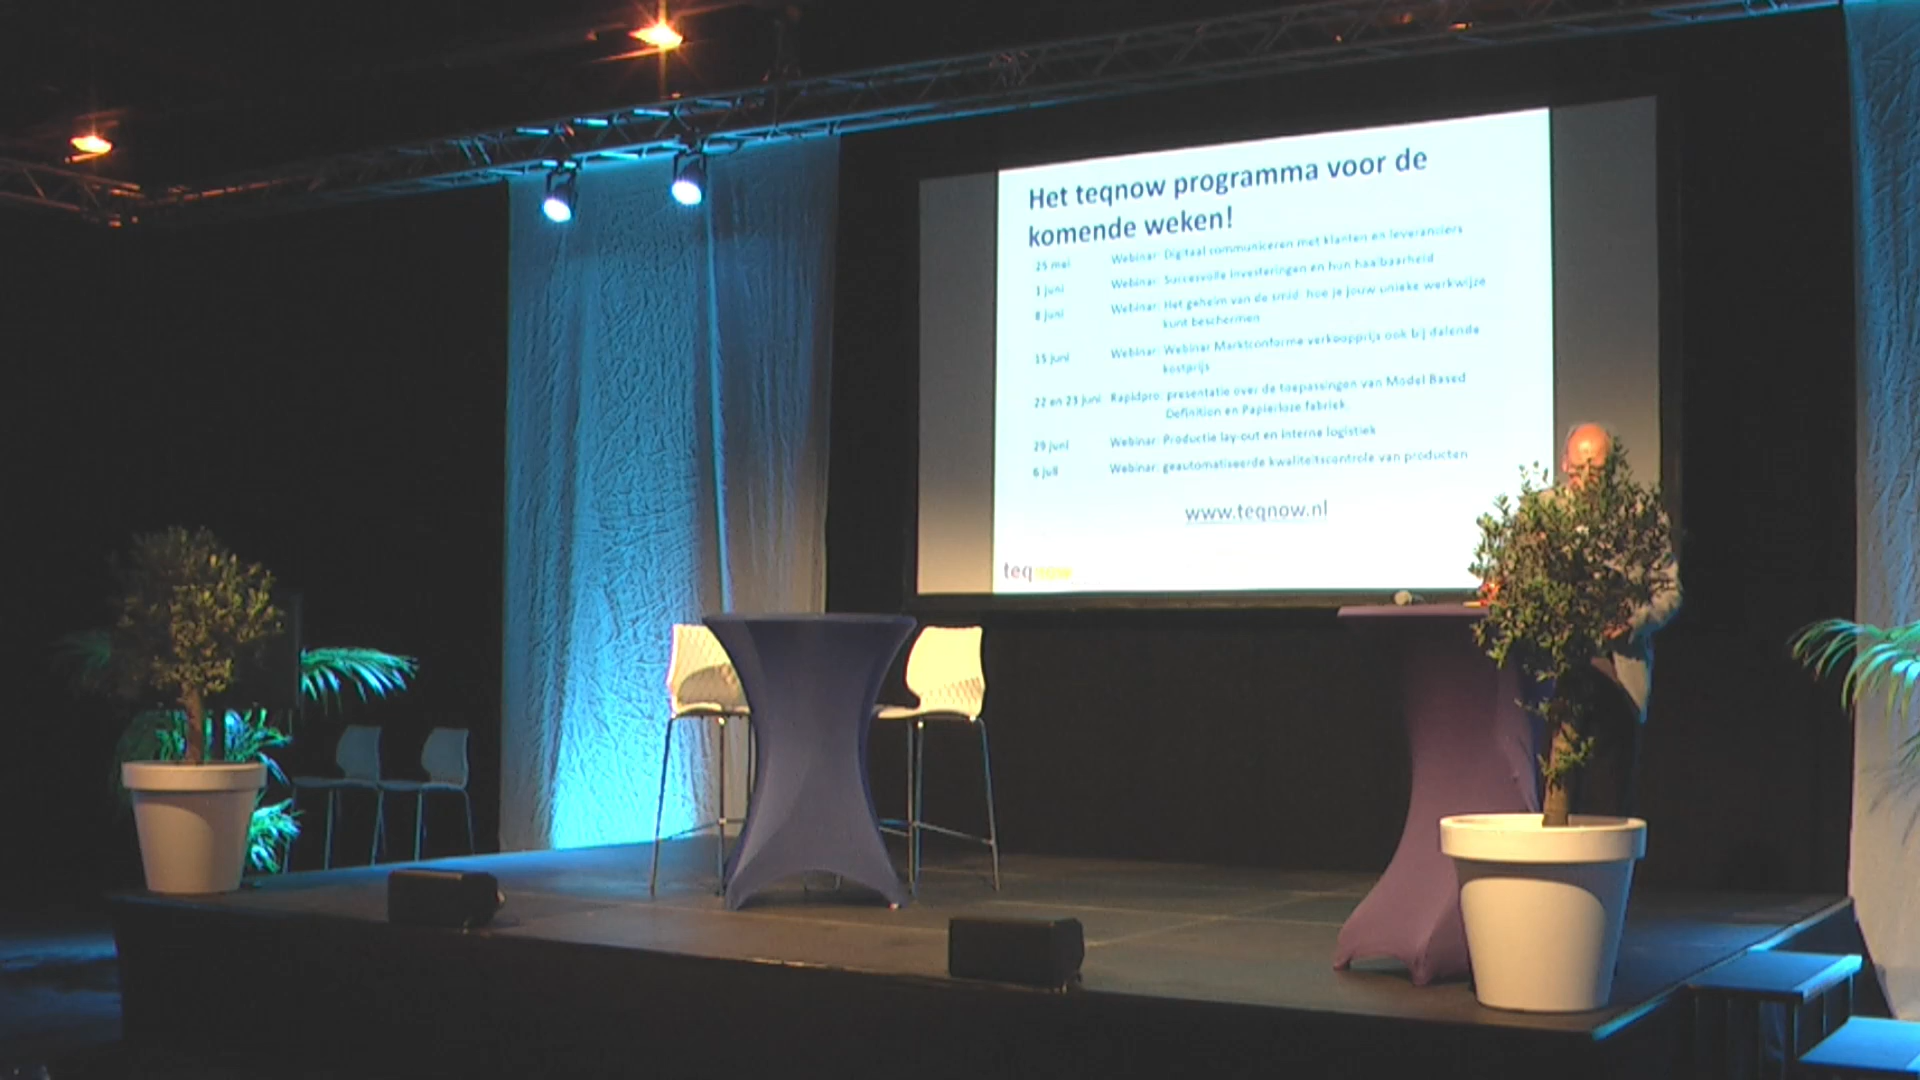 Het teqnow programma voor de
komende weken!
25 mei Webinar: Digitaal communiceren met klanten en leveranciers
1 juni Webinar: Succesvolle investeringen en hun haalbaarheid
8 juni Webinar: Het geheim van de smid: hoe je jouw unieke werkwijze
kunt beschermen
15 juni Webinar: Webinar Marktconforme verkoopprijs ook bij dalende
kostprijs
22 en 23 juni Rapidpro: presentatie over de toepassingen van Model Based
Definition en Papierloze fabriek
29 juni Webinar: Productie lay-out en interne logistiek
6 juli Webinar: geautomatiseerde kwaliteitscontrole van producten
www.teqnow.nl
teqnow